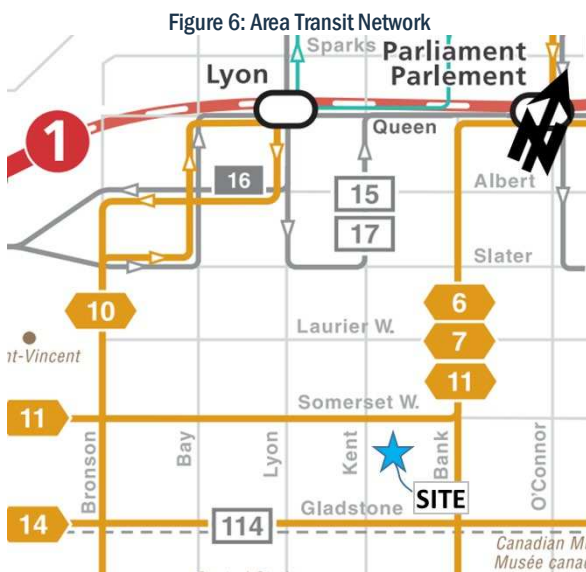 Figure 6: Area Transit Network
Sparks
Parliament
Parlement
Lyon
1
Queen
16
15
17
Albert
Slater
10
6
7
11
Laurier W.
nt-Vincent
Somerset W.
11
Bronson
Bay
Lyon
Kent
Bank
O'Connor
SITE
Gladstone
14
114
Canadian M
Musée cana